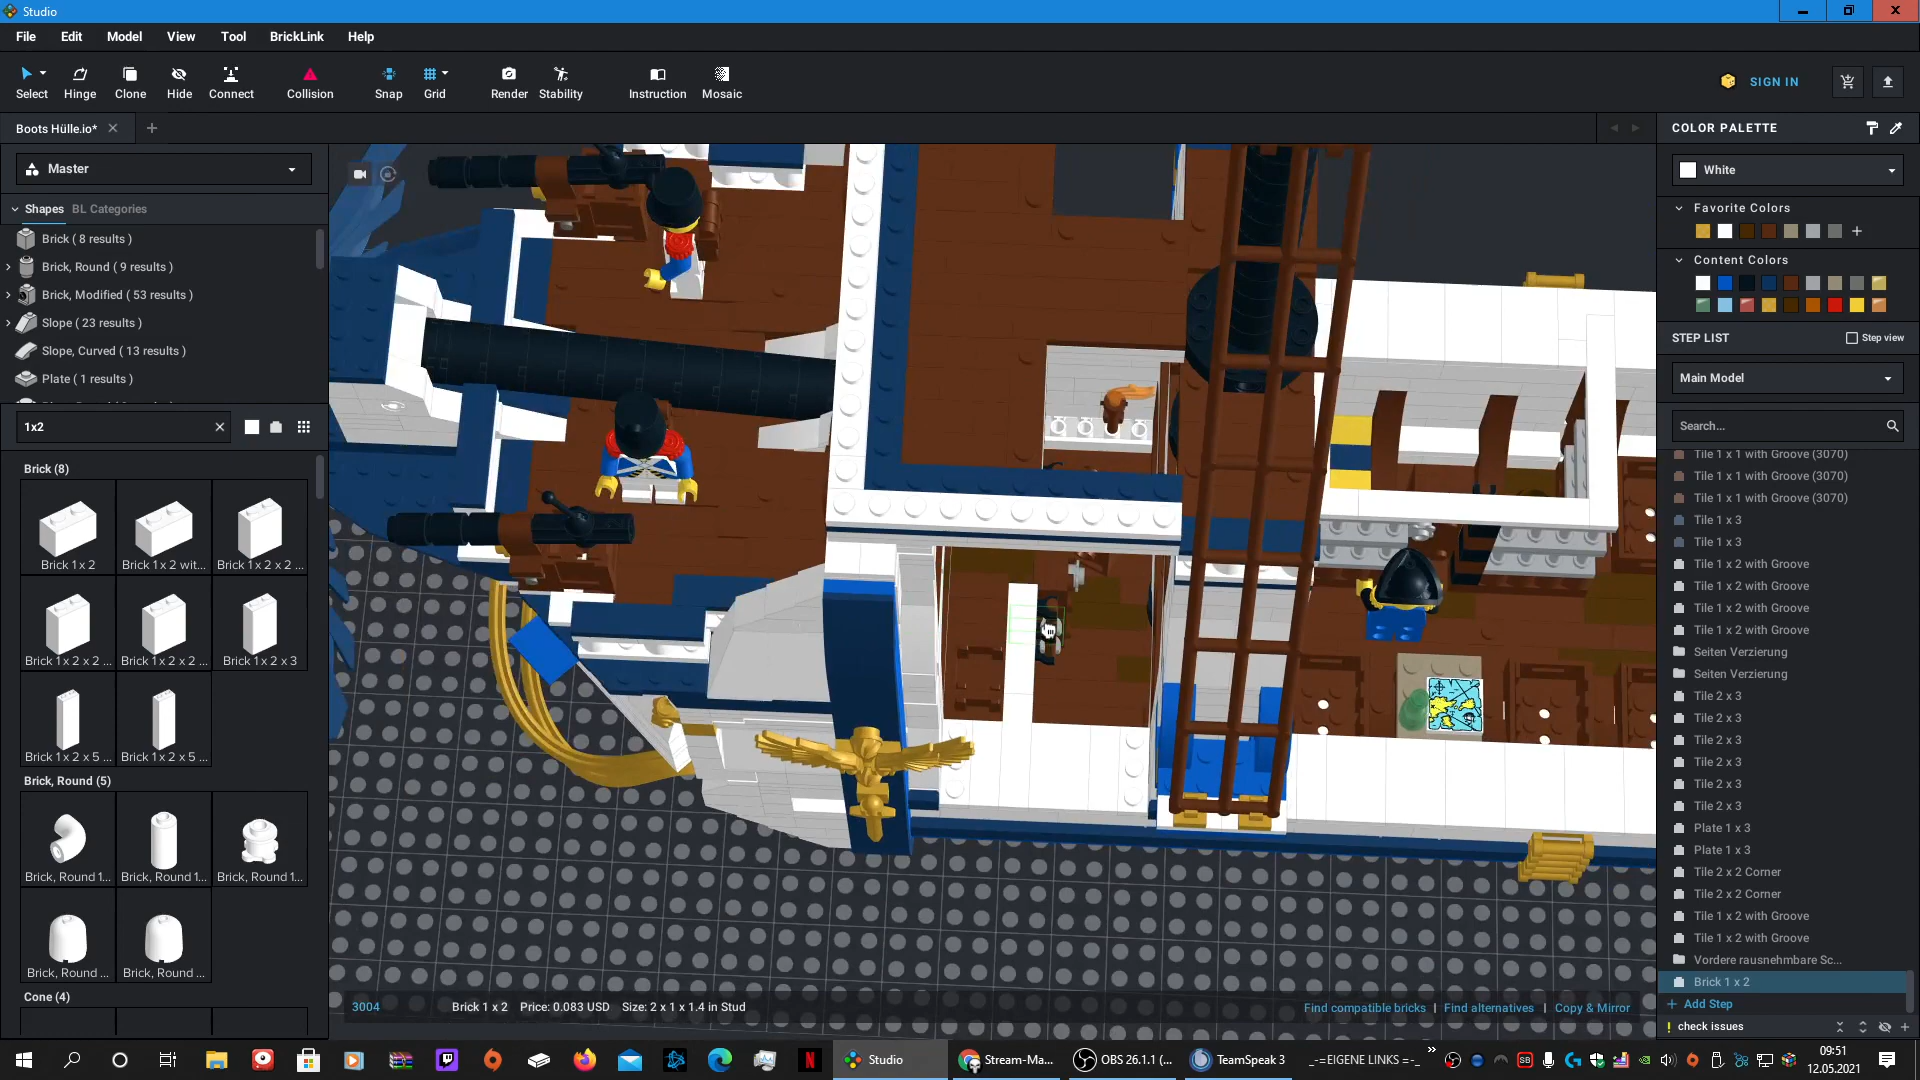 Studio
File Edit Model View Tool BrickLink Help
Select Hinge Clone Hide Connect Collision Snap Grid Render Stability Instruction Mosaic
SIGN IN
Boots Hülle.io*
Master
Shapes BL Categories
Brick ( 8 results )
Brick, Round ( 9 results )
Brick, Modified ( 53 results )
Slope ( 23 results )
Slope, Curved ( 13 results )
Plate ( 1 results )
1x2
Brick (8)
Brick 1x 2 Brick 1x 2 wit... Brick 1 x 2 x 2 ...
Brick 1 x 2 x 2 ... Brick 1 x 2 x 2 ... Brick 1 x 2 x 3
Brick 1 x 2 x 5 ... Brick 1 x 2 x 5 ...
Brick, Round (5)
Brick, Round 1... Brick, Round 1... Brick, Round 1...
Brick, Round ... Brick, Round ...
Cone (4)
3004 Brick 1 x 2 Price: 0.083 USD Size: 2 x 1 x 1.4 in Stud
Find compatible bricks | Find alternatives | Copy & Mirror
COLOR PALETTE
White
Favorite Colors
Content Colors
STEP LIST
Step view
Main Model
Search...
Tile 1 x 1 with Groove (3070)
Tile 1 x 1 with Groove (3070)
Tile 1 x 1 with Groove (3070)
Tile 1 x 3
Tile 1 x 3
Tile 1 x 2 with Groove
Tile 1 x 2 with Groove
Tile 1 x 2 with Groove
Tile 1 x 2 with Groove
Seiten Verzierung
Seiten Verzierung
Tile 2 x 3
Tile 2 x 3
Tile 2 x 3
Tile 2 x 3
Tile 2 x 3
Tile 2 x 3
Plate 1 x 3
Plate 1 x 3
Tile 2 x 2 Corner
Tile 2 x 2 Corner
Tile 1 x 2 with Groove
Tile 1 x 2 with Groove
Vordere rausnehmbare Sc...
Brick 1 x 2
+ Add Step
! check issues
Studio
Stream-Ma...
OBS 26.1.1 (...
TeamSpeak 3
_-=EIGENE LINKS =-_
09:51
12.05.2021